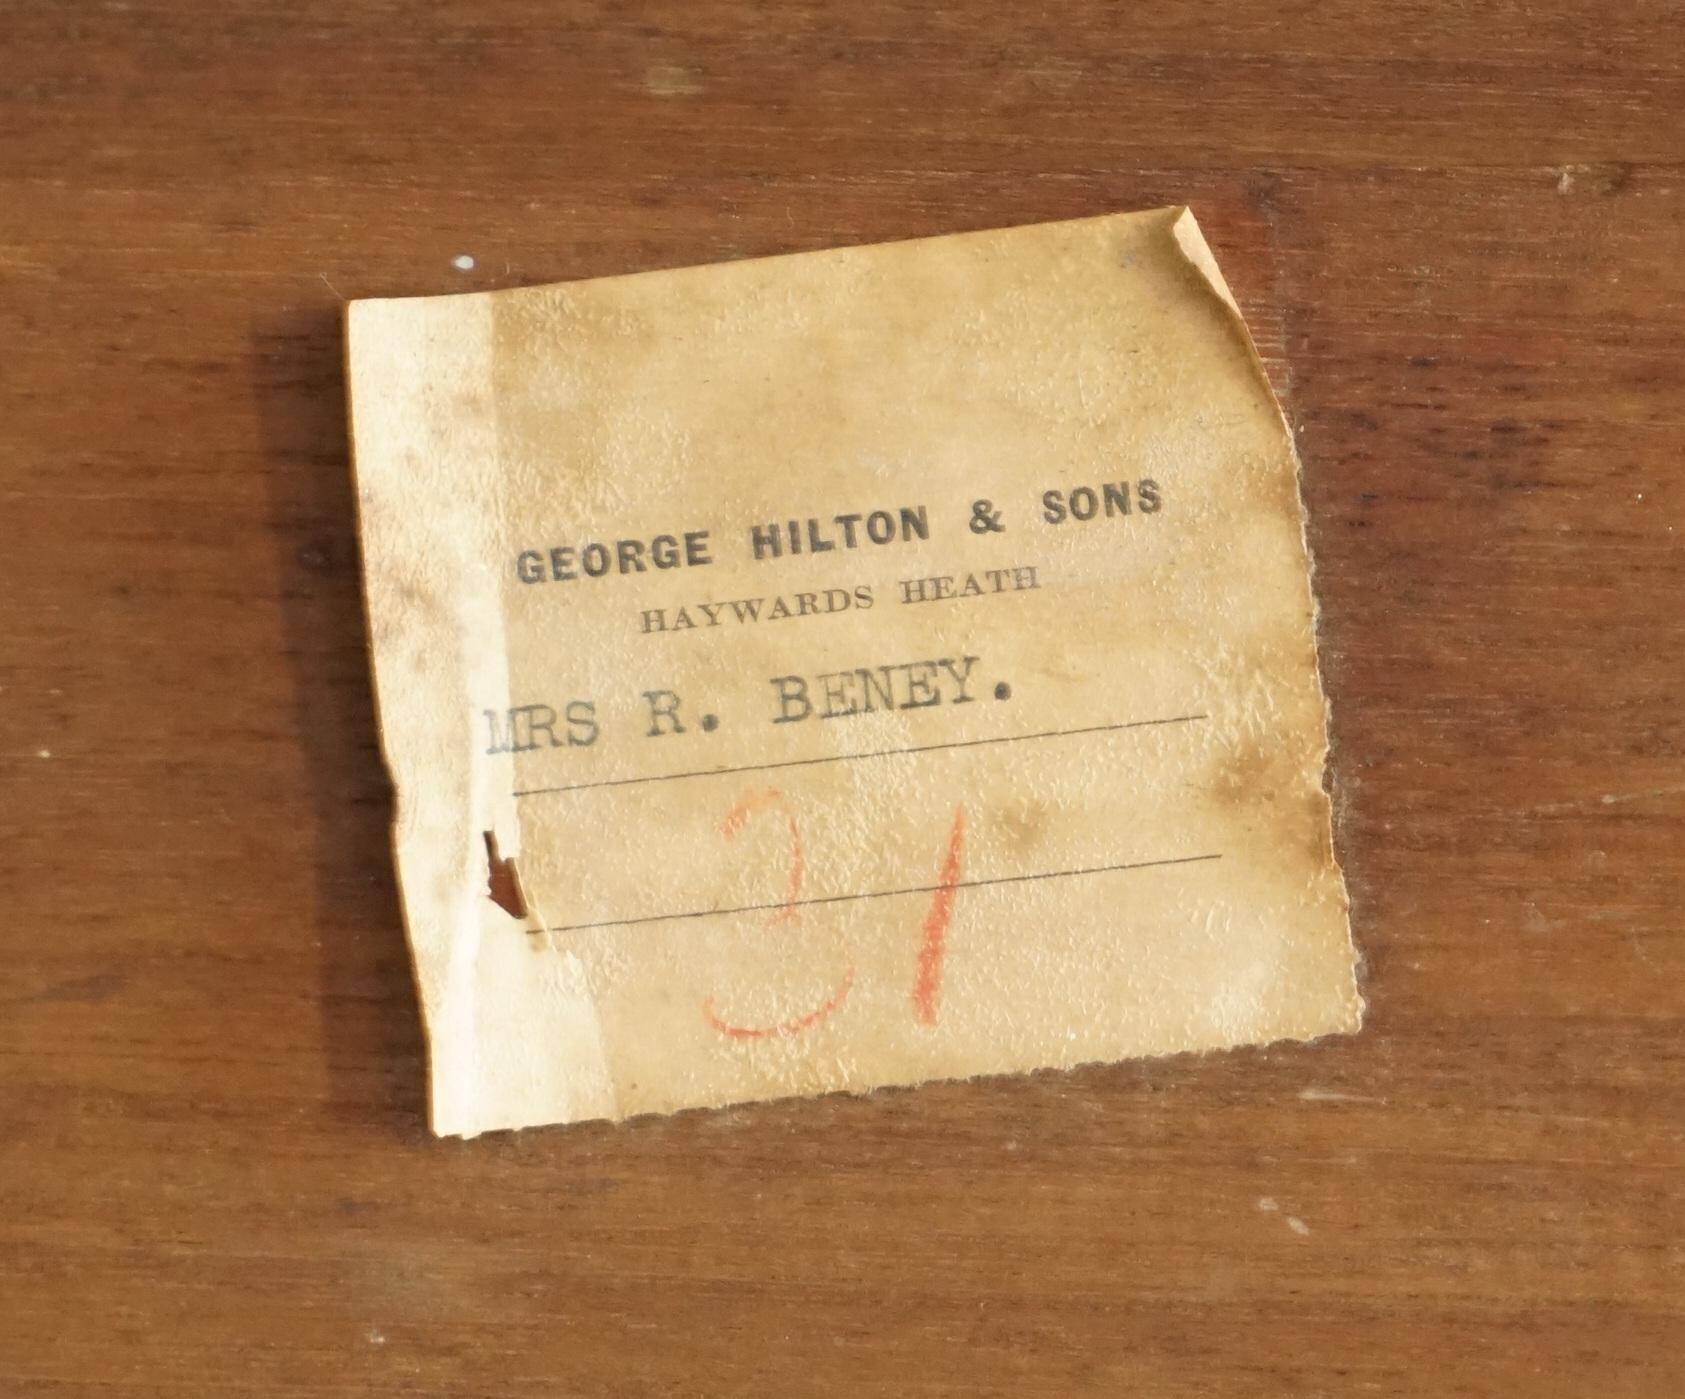 GEORGE HILTON & SONS
HAYWARDS HEATH
MRS R. BENEY.
31